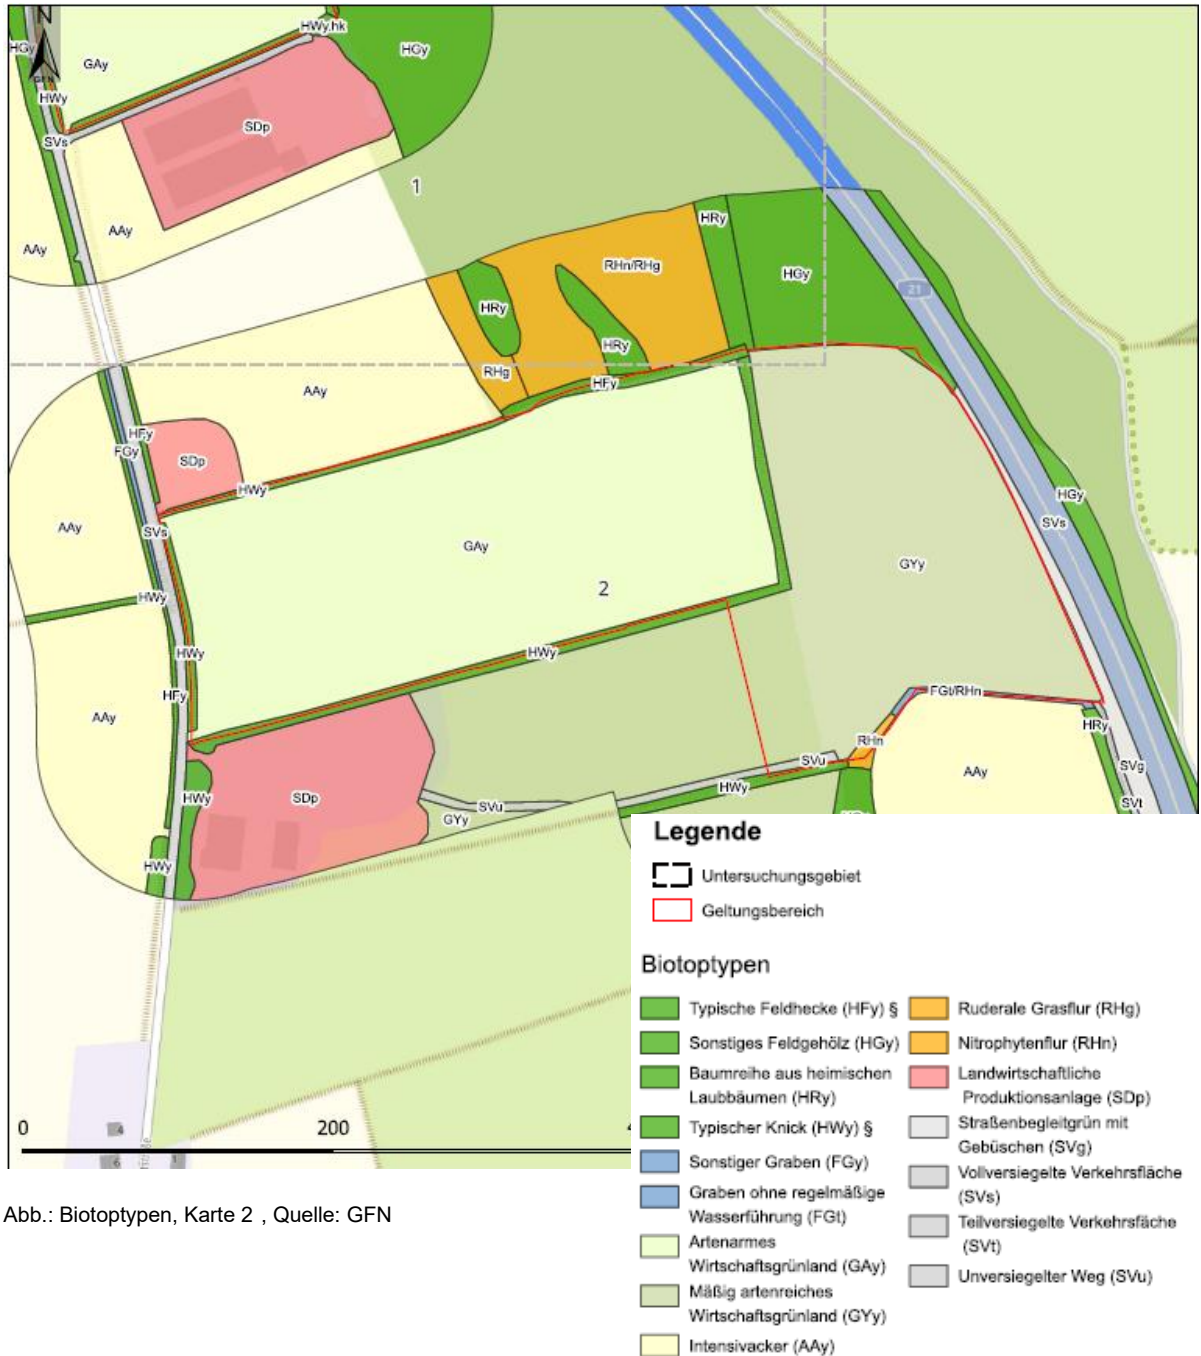 N
GFN
HGy
HWy
GAy
HWy,hk
HGy
SDp
SVs
1
AAy
AAy
HRy
RHn/RHg
HGy
21
HRy
HRy
RHg
HFy
AAy
HFy
FGy
SDp
HWy
HGy
SVs
AAy
SVs
GAy
GYy
2
HWy
HWy
HWy
HFy
FGt/RHn
AAy
HRy
RHn
SVu
AAy
SVg
HWy
SDp
HWy
SVu
SVt
GYy
HWy
0
200
4
6
1
Legende
Untersuchungsgebiet
Geltungsbereich
Biotoptypen
Typische Feldhecke (HFy) §
Sonstiges Feldgehölz (HGy)
Baumreihe aus heimischen
Laubbäumen (HRy)
Typischer Knick (HWy) §
Sonstiger Graben (FGy)
Graben ohne regelmäßige
Wasserführung (FGt)
Artenarmes
Wirtschaftsgrünland (GAy)
Mäßig artenreiches
Wirtschaftsgrünland (GYy)
Intensivacker (AAy)
Ruderale Grasflur (RHg)
Nitrophytenflur (RHn)
Landwirtschaftliche
Produktionsanlage (SDp)
Straßenbegleitgrün mit
Gebüschen (SVg)
Vollversiegelte Verkehrsfläche
(SVs)
Teilversiegelte Verkehrsfäche
(SVt)
Unversiegelter Weg (SVu)
Abb.: Biotoptypen, Karte 2 , Quelle: GFN